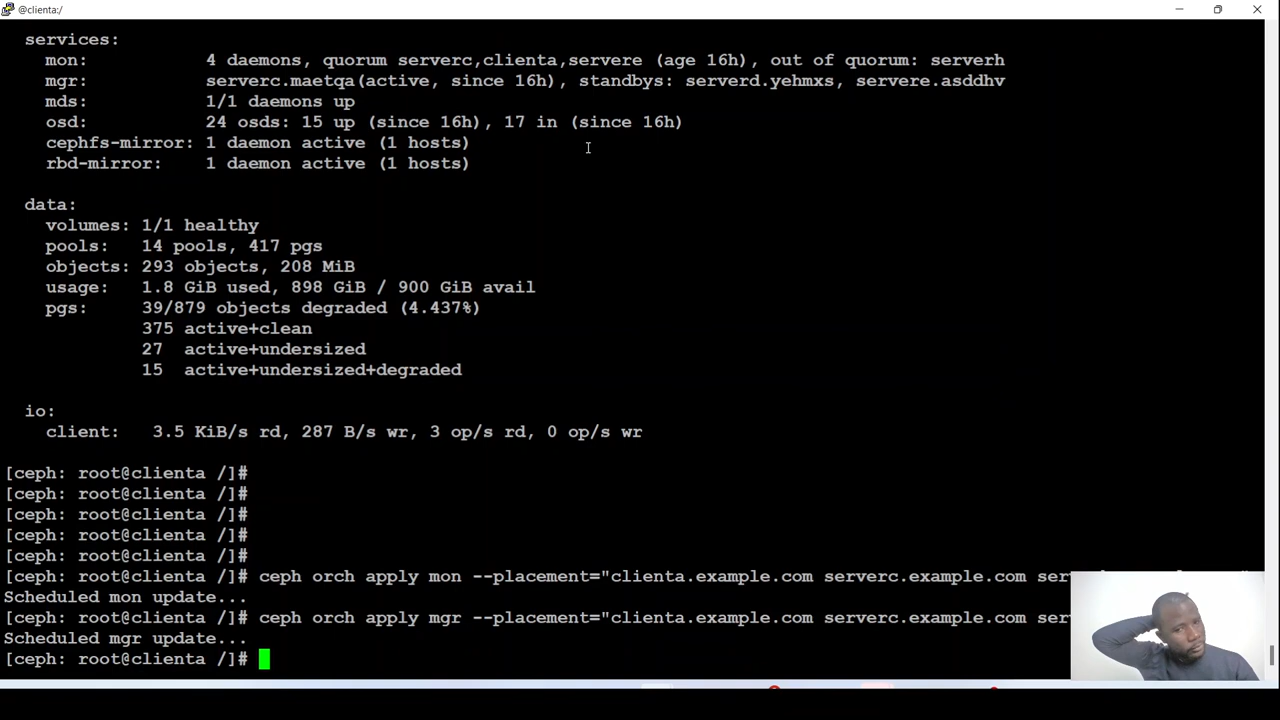 @clienta:/
services:
mon: 4 daemons, quorum serverc,clienta,servere (age 16h), out of quorum: serverh
mgr: serverc.maetqa(active, since 16h), standbys: serverd.yehmxs, servere.asddhv
mds: 1/1 daemons up
osd: 24 osds: 15 up (since 16h), 17 in (since 16h)
cephfs-mirror: 1 daemon active (1 hosts)
rbd-mirror: 1 daemon active (1 hosts)
data:
volumes: 1/1 healthy
pools: 14 pools, 417 pgs
objects: 293 objects, 208 MiB
usage: 1.8 GiB used, 898 GiB / 900 GiB avail
pgs: 39/879 objects degraded (4.437%)
375 active+clean
27 active+undersized
15 active+undersized+degraded
io:
client: 3.5 KiB/s rd, 287 B/s wr, 3 op/s rd, 0 op/s wr
[ceph: root@clienta /]#
[ceph: root@clienta /]#
[ceph: root@clienta /]#
[ceph: root@clienta /]#
[ceph: root@clienta /]#
[ceph: root@clienta /]# ceph orch apply mon --placement="clienta.example.com serverc.example.com
Scheduled mon update...
[ceph: root@clienta /]# ceph orch apply mgr --placement="clienta.example.com serverc.example.com
Scheduled mgr update...
[ceph: root@clienta /]#